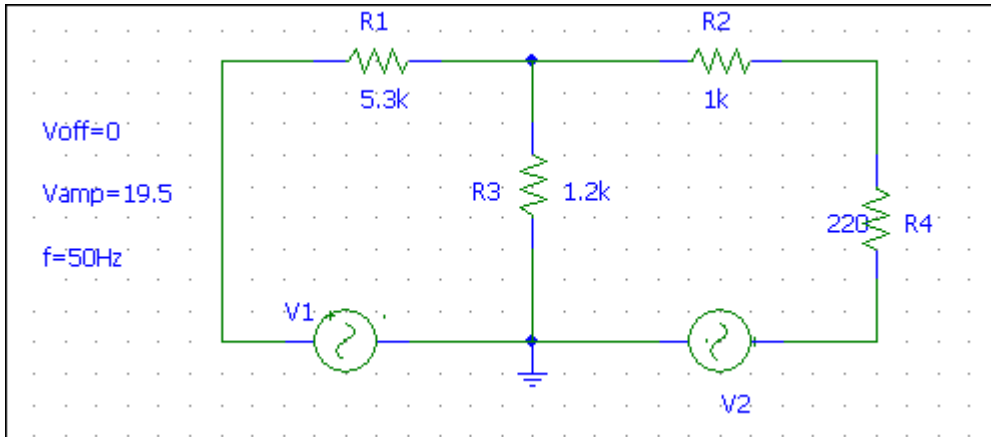 R1
R2
5.3k
1k
Voff=0
Vamp=19.5
R3
1.2k
220
R4
f=50Hz
V1
V2